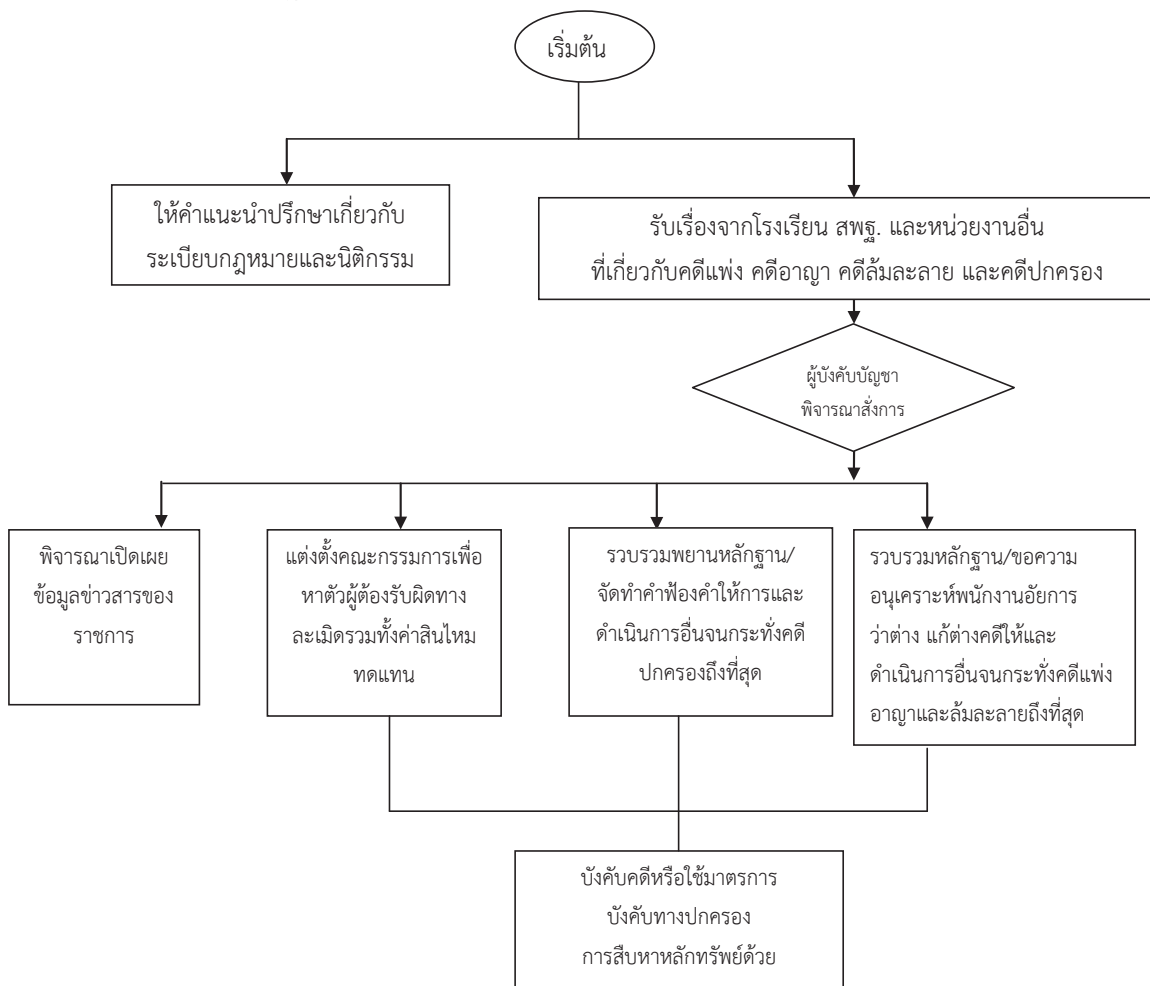 เริ่มต้น
ให้คำแนะนำปรึกษาเกี่ยวกับ
ระเบียบกฎหมายและนิติกรรม
รับเรื่องจากโรงเรียน สพฐ. และหน่วยงานอื่น
ที่เกี่ยวกับคดีแพ่ง คดีอาญา คดีล้มละลาย และคดีปกครอง
ผู้บังคับบัญชา
พิจารณาสั่งการ
พิจารณาเปิดเผย
ข้อมูลข่าวสารของ
ราชการ
แต่งตั้งคณะกรรมการเพื่อ
หาตัวผู้ต้องรับผิดทาง
ละเมิดรวมทั้งค่าสินไหม
ทดแทน
รวบรวมพยานหลักฐาน/
จัดทำคำฟ้องคำให้การและ
ดำเนินการอื่นจนกระทั่งคดี
ปกครองถึงที่สุด
รวบรวมหลักฐาน/ขอความ
อนุเคราะห์พนักงานอัยการ
ว่าต่าง แก้ต่างคดีให้และ
ดำเนินการอื่นจนกระทั่งคดีแพ่ง
อาญาและล้มละลายถึงที่สุด
บังคับคดีหรือใช้มาตรการ
บังคับทางปกครอง
การสืบหาหลักทรัพย์ด้วย